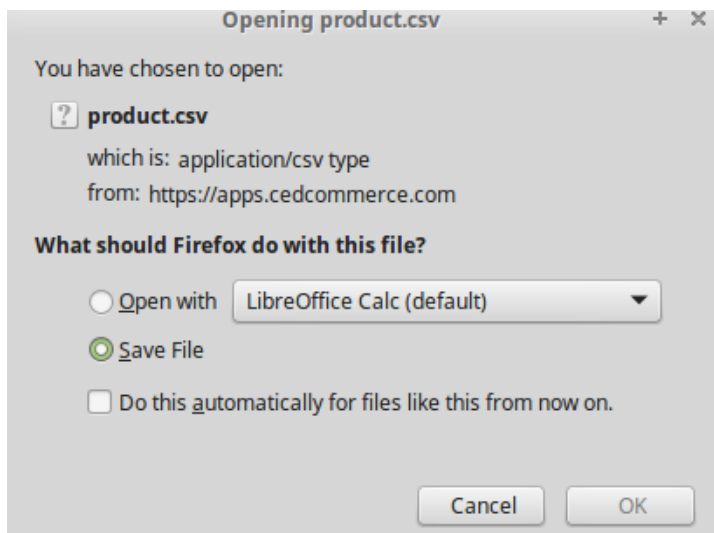 Opening product.csv
You have chosen to open:
product.csv
which is: application/csv type
from: https://apps.cedcommerce.com
What should Firefox do with this file?
Open with LibreOffice Calc (default)
Save File
Do this automatically for files like this from now on.
Cancel OK